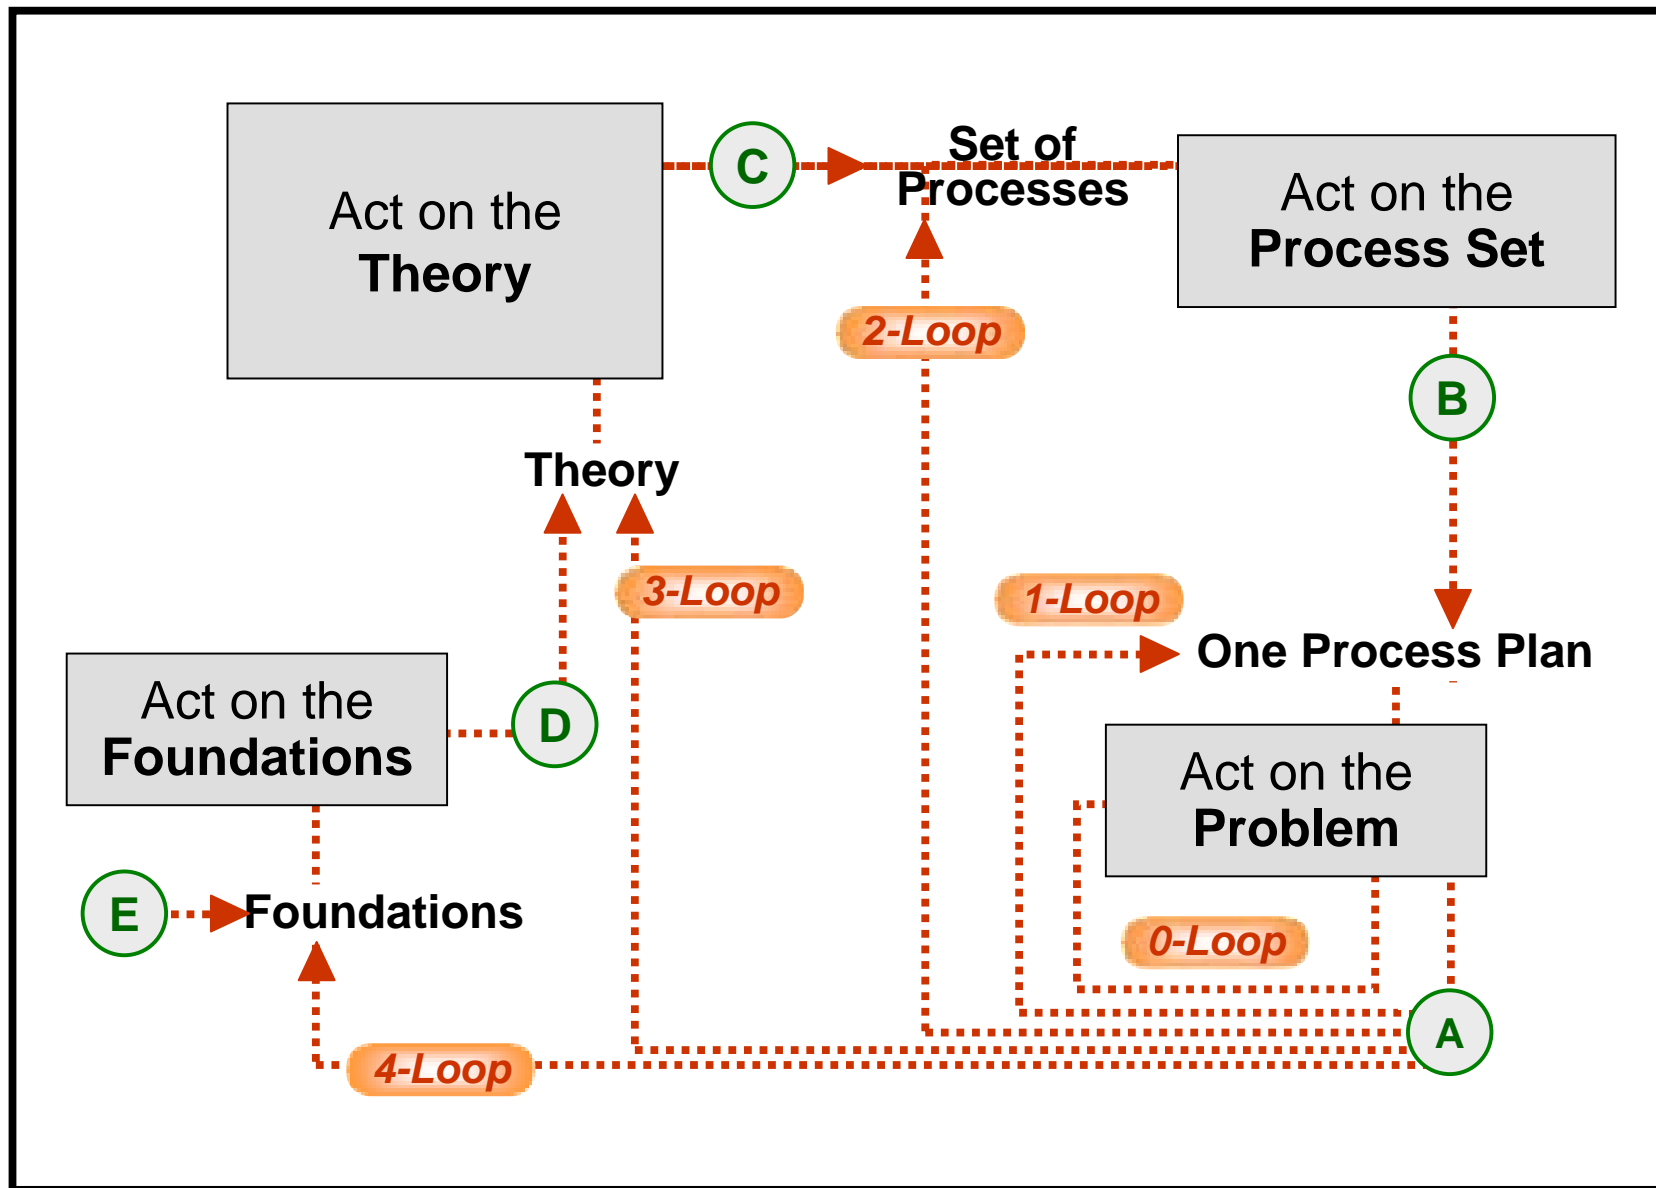 Act on the
Theory
C
Set of
Processes
Act on the
Process Set
2-Loop
B
Theory
3-Loop
1-Loop
One Process Plan
Act on the
Foundations
D
Act on the
Problem
E
Foundations
0-Loop
A
4-Loop